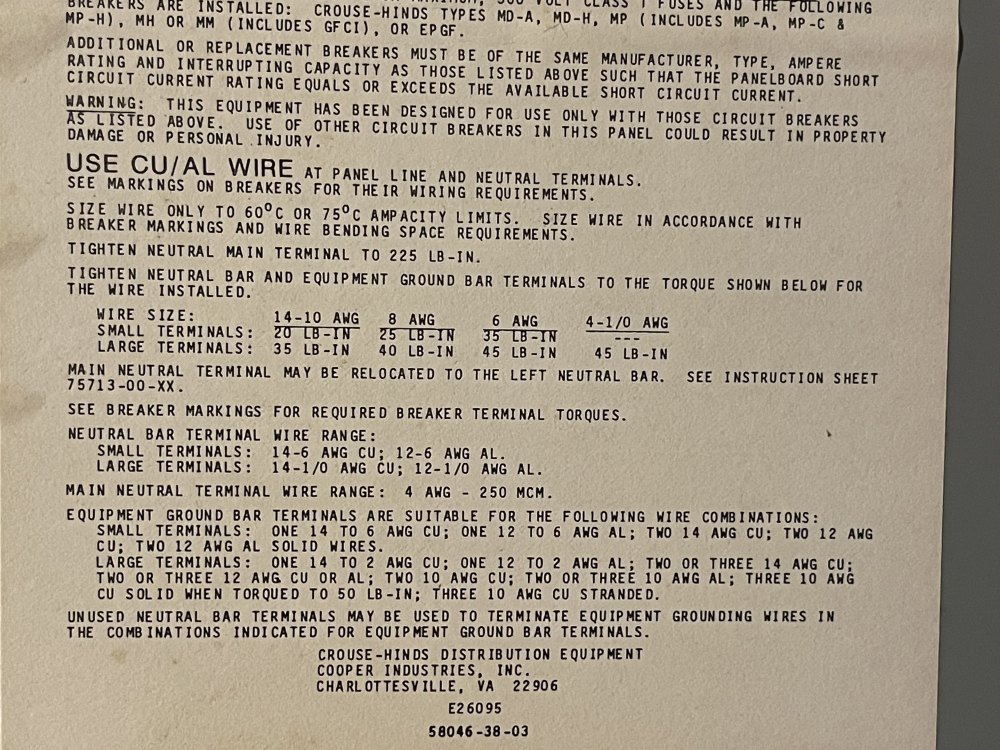 BREAKERS ARE INSTALLED: CROUSE-HINDS TYPES MD-A, MD-H, MP (INCLUDES MP-A, MP-C &
MP-H), MH OR MM (INCLUDES GFCI), OR EPGF.
ADDITIONAL OR REPLACEMENT BREAKERS MUST BE OF THE SAME MANUFACTURER, TYPE, AMPERE
RATING AND INTERRUPTING CAPACITY AS THOSE LISTED ABOVE SUCH THAT THE PANELBOARD SHORT
CIRCUIT CURRENT RATING EQUALS OR EXCEEDS THE AVAILABLE SHORT CIRCUIT CURRENT.
WARNING: THIS EQUIPMENT HAS BEEN DESIGNED FOR USE ONLY WITH THOSE CIRCUIT BREAKERS
AS LISTED ABOVE. USE OF OTHER CIRCUIT BREAKERS IN THIS PANEL COULD RESULT IN PROPERTY
DAMAGE OR PERSONAL INJURY.
USE CU/AL WIRE AT PANEL LINE AND NEUTRAL TERMINALS.
SEE MARKINGS ON BREAKERS FOR THEIR WIRING REQUIREMENTS.
SIZE WIRE ONLY TO 60°C OR 75°C AMPACITY LIMITS. SIZE WIRE IN ACCORDANCE WITH
BREAKER MARKINGS AND WIRE BENDING SPACE REQUIREMENTS.
TIGHTEN NEUTRAL MAIN TERMINAL TO 225 LB-IN.
TIGHTEN NEUTRAL BAR AND EQUIPMENT GROUND BAR TERMINALS TO THE TORQUE SHOWN BELOW FOR
THE WIRE INSTALLED.
WIRE SIZE: 14-10 AWG 8 AWG 6 AWG 4-1/0 AWG
SMALL TERMINALS: 20 LB-IN 25 LB-IN 35 LB-IN ---
LARGE TERMINALS: 35 LB-IN 40 LB-IN 45 LB-IN 45 LB-IN
MAIN NEUTRAL TERMINAL MAY BE RELOCATED TO THE LEFT NEUTRAL BAR. SEE INSTRUCTION SHEET
75713-00-XX.
SEE BREAKER MARKINGS FOR REQUIRED BREAKER TERMINAL TORQUES.
NEUTRAL BAR TERMINAL WIRE RANGE:
SMALL TERMINALS: 14-6 AWG CU; 12-6 AWG AL.
LARGE TERMINALS: 14-1/0 AWG CU; 12-1/0 AWG AL.
MAIN NEUTRAL TERMINAL WIRE RANGE: 4 AWG - 250 MCM.
EQUIPMENT GROUND BAR TERMINALS ARE SUITABLE FOR THE FOLLOWING WIRE COMBINATIONS:
SMALL TERMINALS: ONE 14 TO 6 AWG CU; ONE 12 TO 6 AWG AL; TWO 14 AWG CU; TWO 12 AWG
CU; TWO 12 AWG AL SOLID WIRES.
LARGE TERMINALS: ONE 14 TO 2 AWG CU; ONE 12 TO 2 AWG AL; TWO OR THREE 14 AWG CU;
TWO OR THREE 12 AWG CU OR AL; TWO 10 AWG CU; TWO OR THREE 10 AWG AL; THREE 10 AWG
CU SOLID WHEN TORQUED TO 50 LB-IN; THREE 10 AWG CU STRANDED.
UNUSED NEUTRAL BAR TERMINALS MAY BE USED TO TERMINATE EQUIPMENT GROUNDING WIRES IN
THE COMBINATIONS INDICATED FOR EQUIPMENT GROUND BAR TERMINALS.
CROUSE-HINDS DISTRIBUTION EQUIPMENT
COOPER INDUSTRIES, INC.
CHARLOTTESVILLE, VA 22906
E26095
58046-38-03